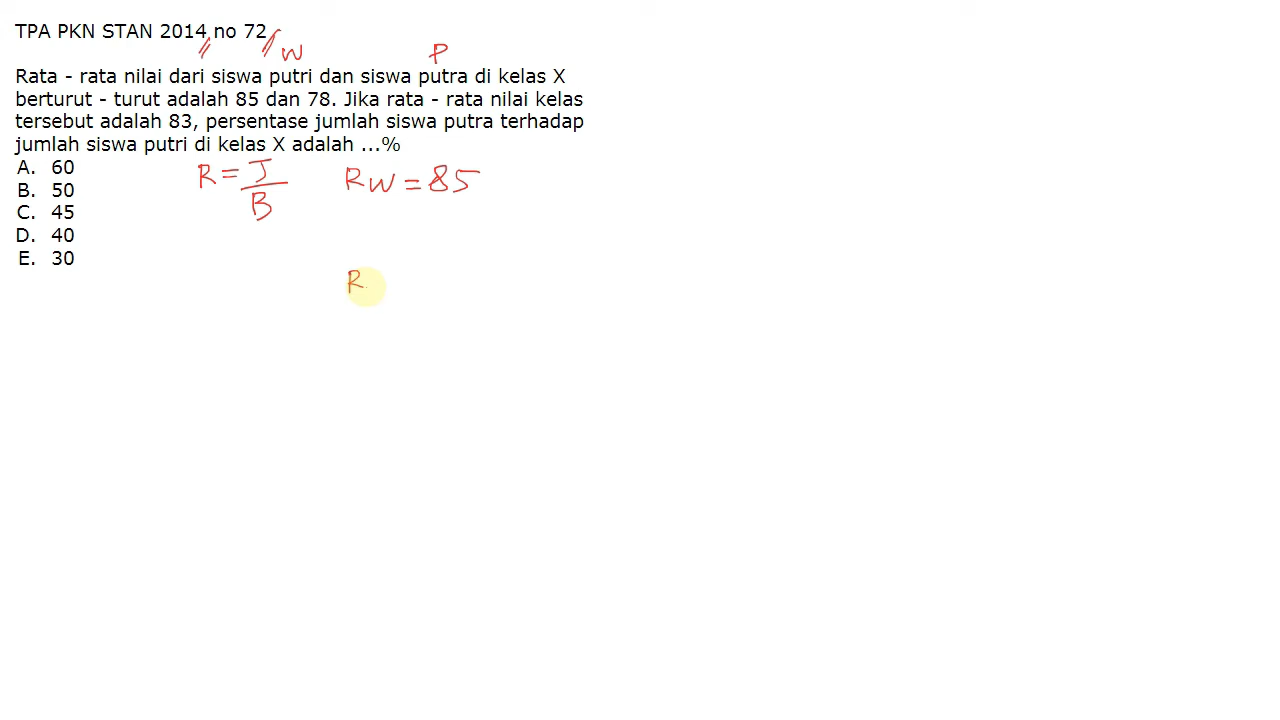 TPA PKN STAN 2014 no 72
W P
Rata - rata nilai dari siswa putri dan siswa putra di kelas X
berturut - turut adalah 85 dan 78. Jika rata - rata nilai kelas
tersebut adalah 83, persentase jumlah siswa putra terhadap
jumlah siswa putri di kelas X adalah ...%
A. 60
B. 50
C. 45
D. 40
E. 30
R = J / B
RW = 85
R